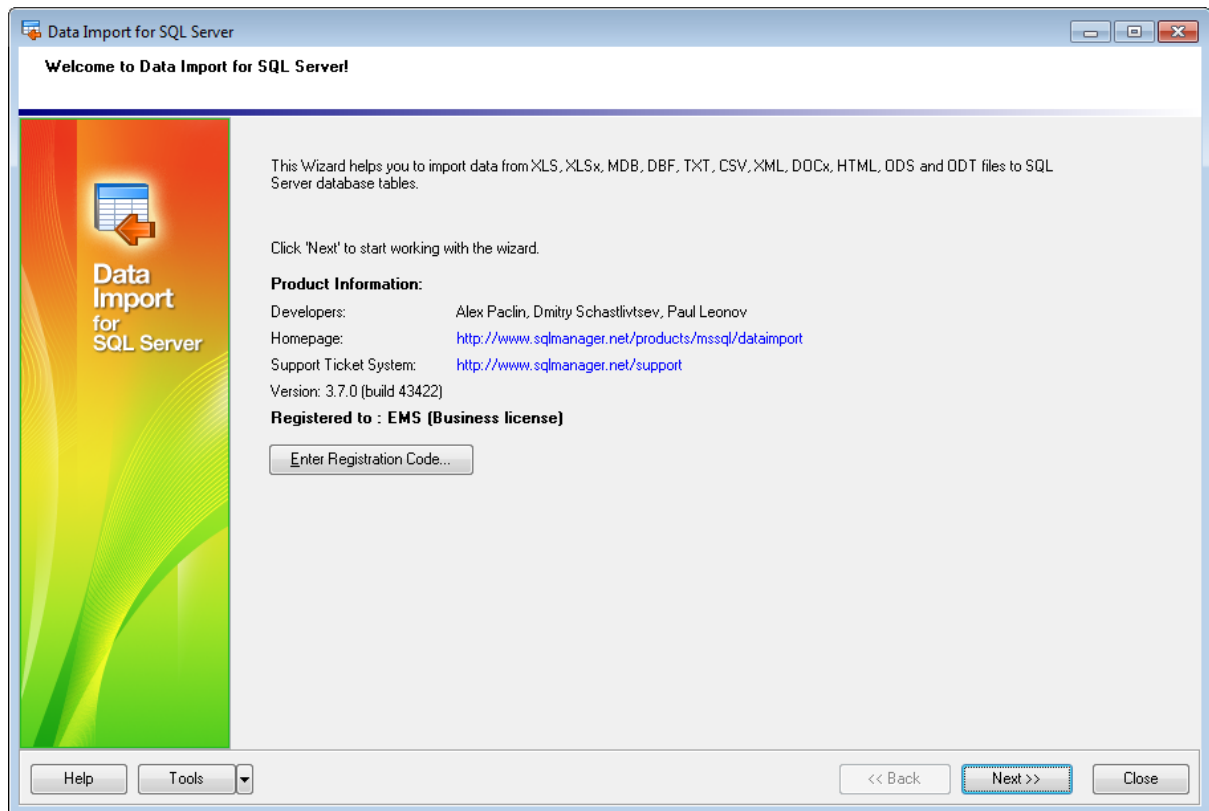 Data Import for SQL Server
Welcome to Data Import for SQL Server!
This Wizard helps you to import data from XLS, XLSx, MDB, DBF, TXT, CSV, XML, DOCx, HTML, ODS and ODT files to SQL
Server database tables.
Click 'Next' to start working with the wizard.
Data
Import
for
SQL Server
Product Information:
Developers: Alex Paclin, Dmitry Schastlivtsev, Paul Leonov
Homepage: http://www.sqlmanager.net/products/mssql/dataimport
Support Ticket System: http://www.sqlmanager.net/support
Version: 3.7.0 (build 43422)
Registered to : EMS (Business license)
Enter Registration Code...
Help Tools << Back Next >> Close